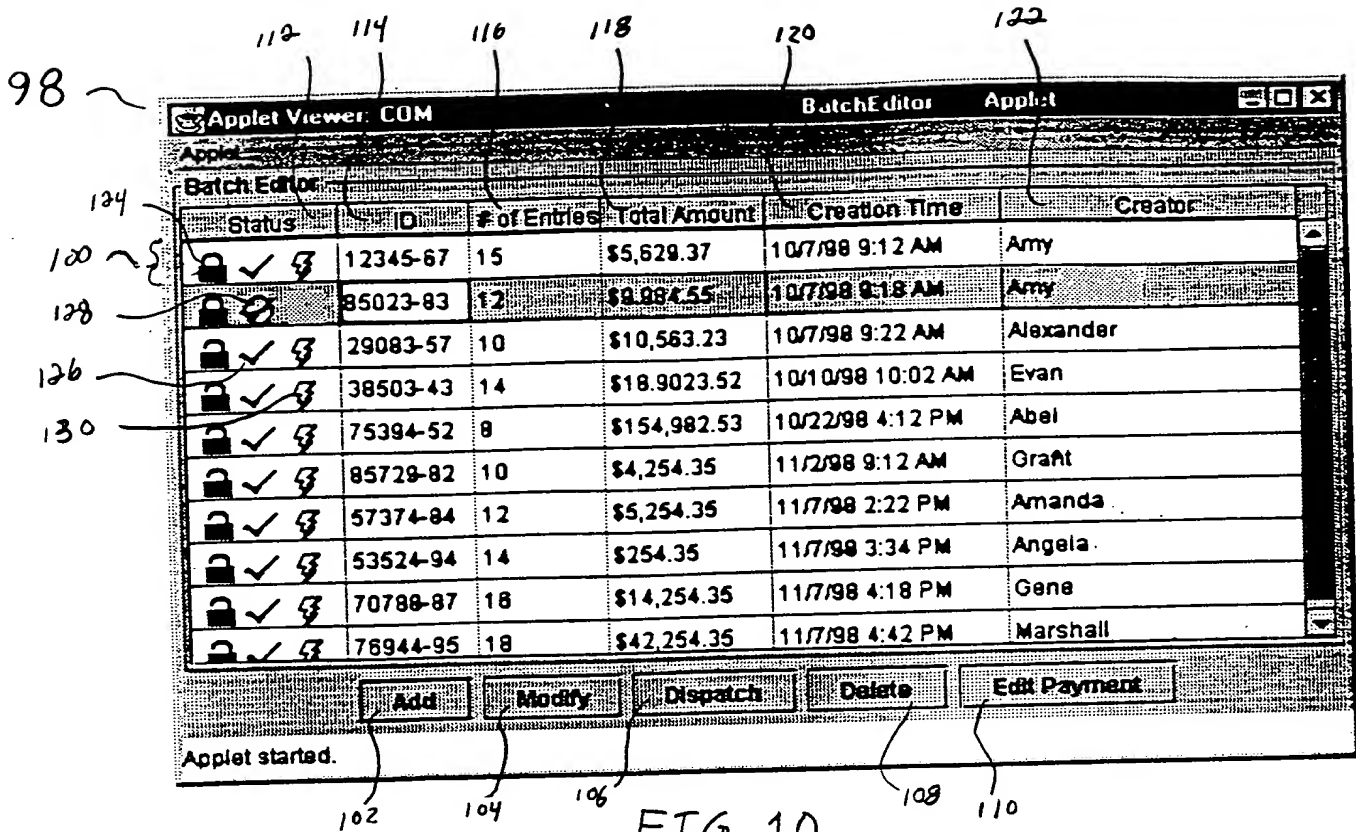 112 114 116 118 120 122
98
Applet Viewer: COM BatchEditor Applet
Applet
Batch Editor
124
Status ID # of Entries Total Amount Creation Time Creator
100
12345-67 15 $5,629.37 10/7/98 9:12 AM Amy
128
85023-83 12 $9.984.55 10/7/98 9:18 AM Amy
29083-57 10 $10,563.23 10/7/98 9:22 AM Alexander
126
38503-43 14 $18.9023.52 10/10/98 10:02 AM Evan
130
75394-52 8 $154,982.53 10/22/98 4:12 PM Abel
85729-82 10 $4,254.35 11/2/98 9:12 AM Grant
57374-84 12 $5,254.35 11/7/98 2:22 PM Amanda
53524-94 14 $254.35 11/7/98 3:34 PM Angela
70788-87 16 $14,254.35 11/7/98 4:18 PM Gene
76944-95 18 $42,254.35 11/7/98 4:42 PM Marshall
Add Modify Dispatch Delete Edit Payment
Applet started.
102 104 106 108 110
FIG 10